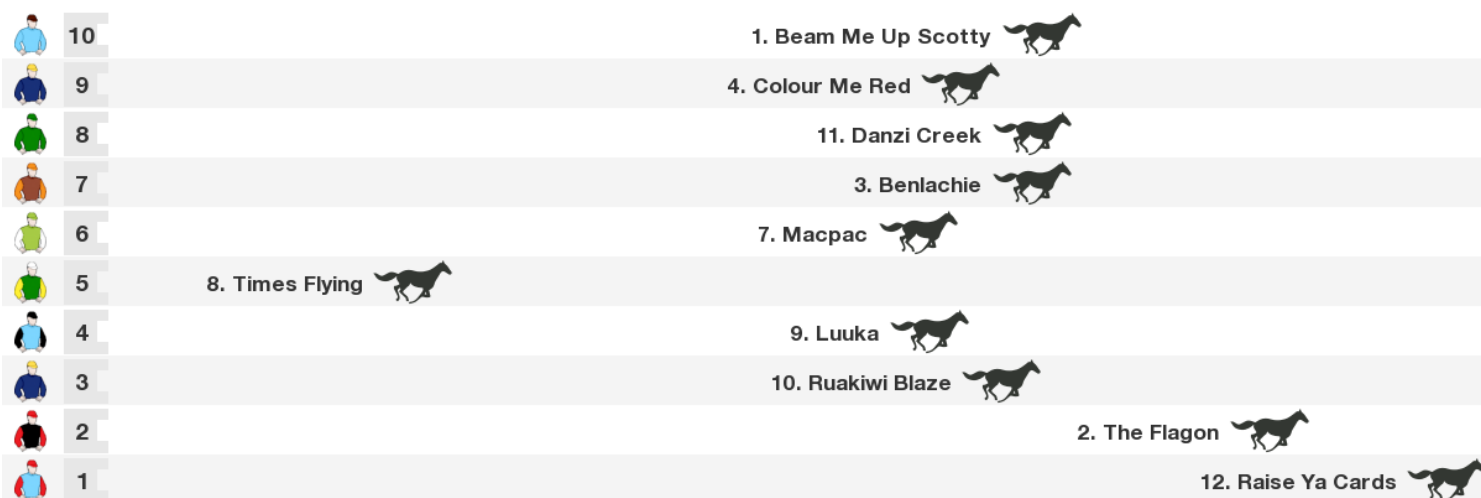 10 1. Beam Me Up Scotty
9 4. Colour Me Red
8 11. Danzi Creek
7 3. Benlachie
6 7. Macpac
5 8. Times Flying
4 9. Luuka
3 10. Ruakiwi Blaze
2 2. The Flagon
1 12. Raise Ya Cards